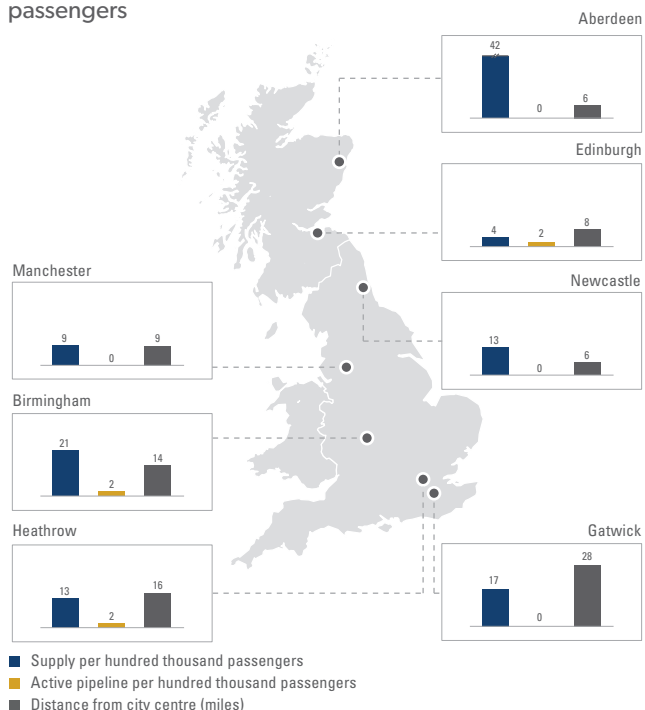 passengers
Aberdeen
42
0
6
Edinburgh
4
2
8
Manchester
9
0
9
Newcastle
13
0
6
Birmingham
21
2
14
Heathrow
13
2
16
Gatwick
17
0
28
Supply per hundred thousand passengers
Active pipeline per hundred thousand passengers
Distance from city centre (miles)